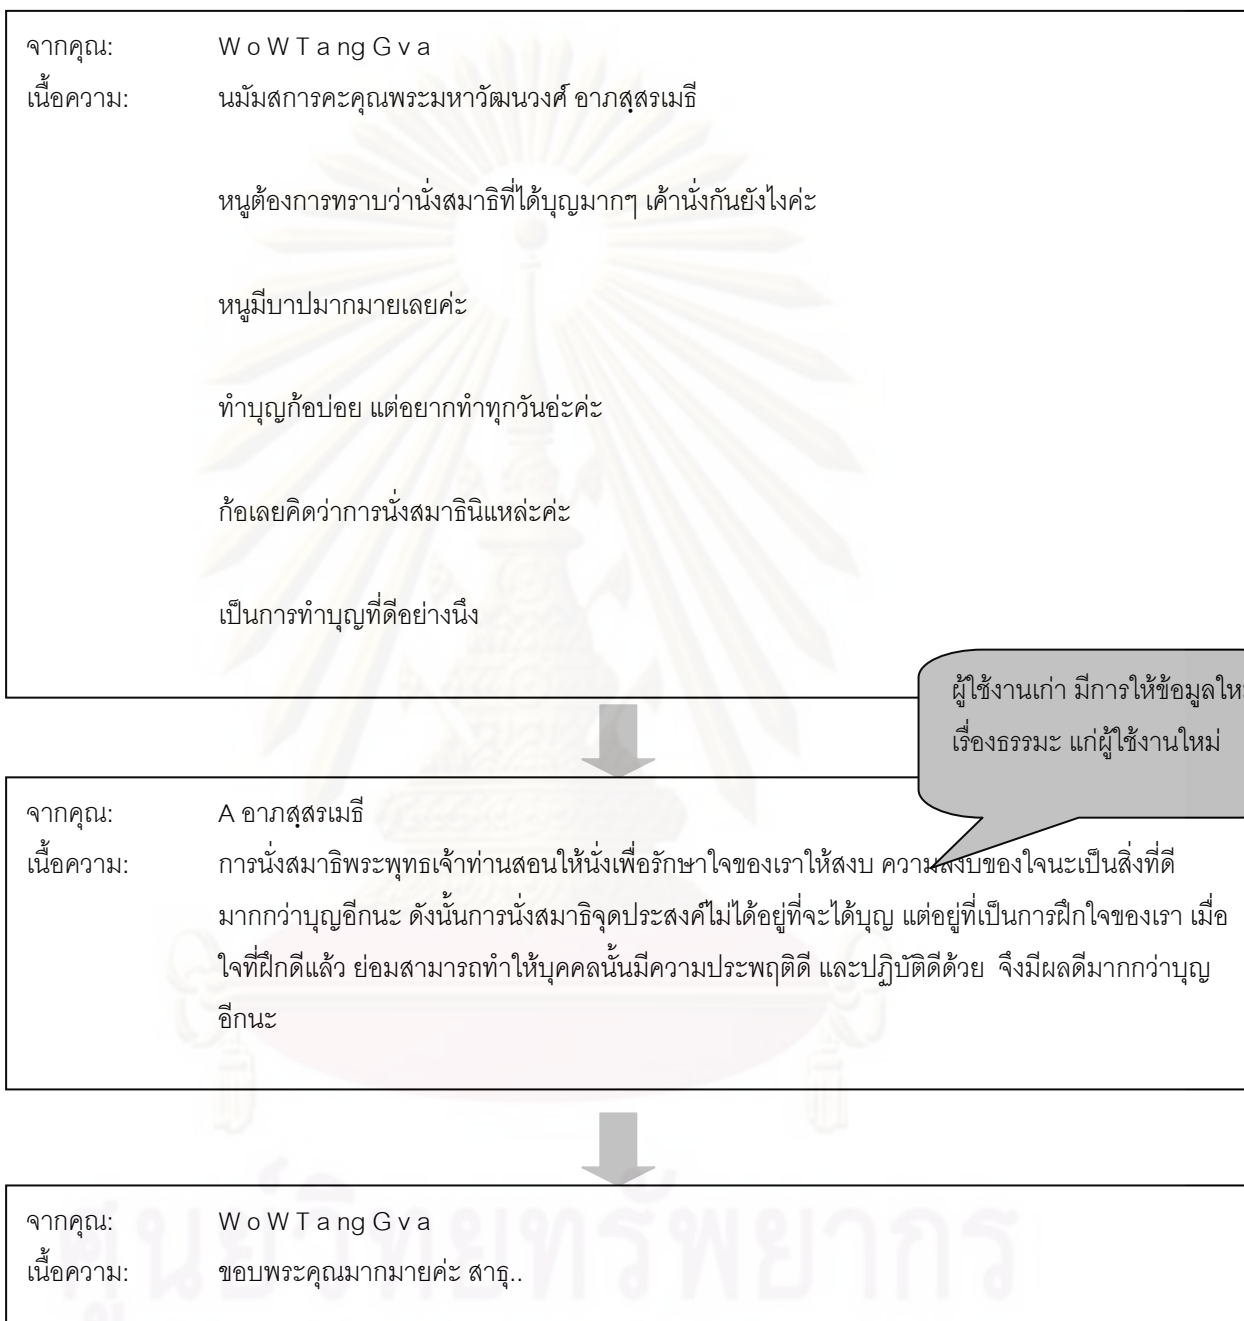 จากคุณ: W o W T a ng G v a
เนื้อความ: นมัมสการคะคุณพระมหาวัฒนวงศ์ อาภสฺสรเมธี
หนูต้องการทราบว่านั่งสมาธิที่ได้บุญมากๆ เค้านั่งกันยังไงค่ะ
หนูมีบาปมากมายเลยค่ะ
ทำบุญก้อบ่อย แต่อยากทำทุกวันอ่ะค่ะ
ก้อเลยคิดว่าการนั่งสมาธินิแหล่ะค่ะ
เป็นการทำบุญที่ดีอย่างนึง
ผู้ใช้งานเก่า มีการให้ข้อมูลให
เรื่องธรรมะ แก่ผู้ใช้งานใหม่
จากคุณ: A อาภสฺสรเมธี
เนื้อความ: การนั่งสมาธิพระพุทธเจ้าท่านสอนให้นั่งเพื่อรักษาใจของเราให้สงบ ความสงบของใจนะเป็นสิ่งที่ดี
มากกว่าบุญอีกนะ ดังนั้นการนั่งสมาธิจุดประสงค์ไม่ได้อยู่ที่จะได้บุญ แต่อยู่ที่เป็นการฝึกใจของเรา เมื่อ
ใจที่ฝึกดีแล้ว ย่อมสามารถทำให้บุคคลนั้นมีความประพฤติดี และปฏิบัติดีด้วย จึงมีผลดีมากกว่าบุญ
อีกนะ
จากคุณ: W o W T a ng G v a
เนื้อความ: ขอบพระคุณมากมายค่ะ สาธุ..
ศูนย์วิทยทรัพยากร